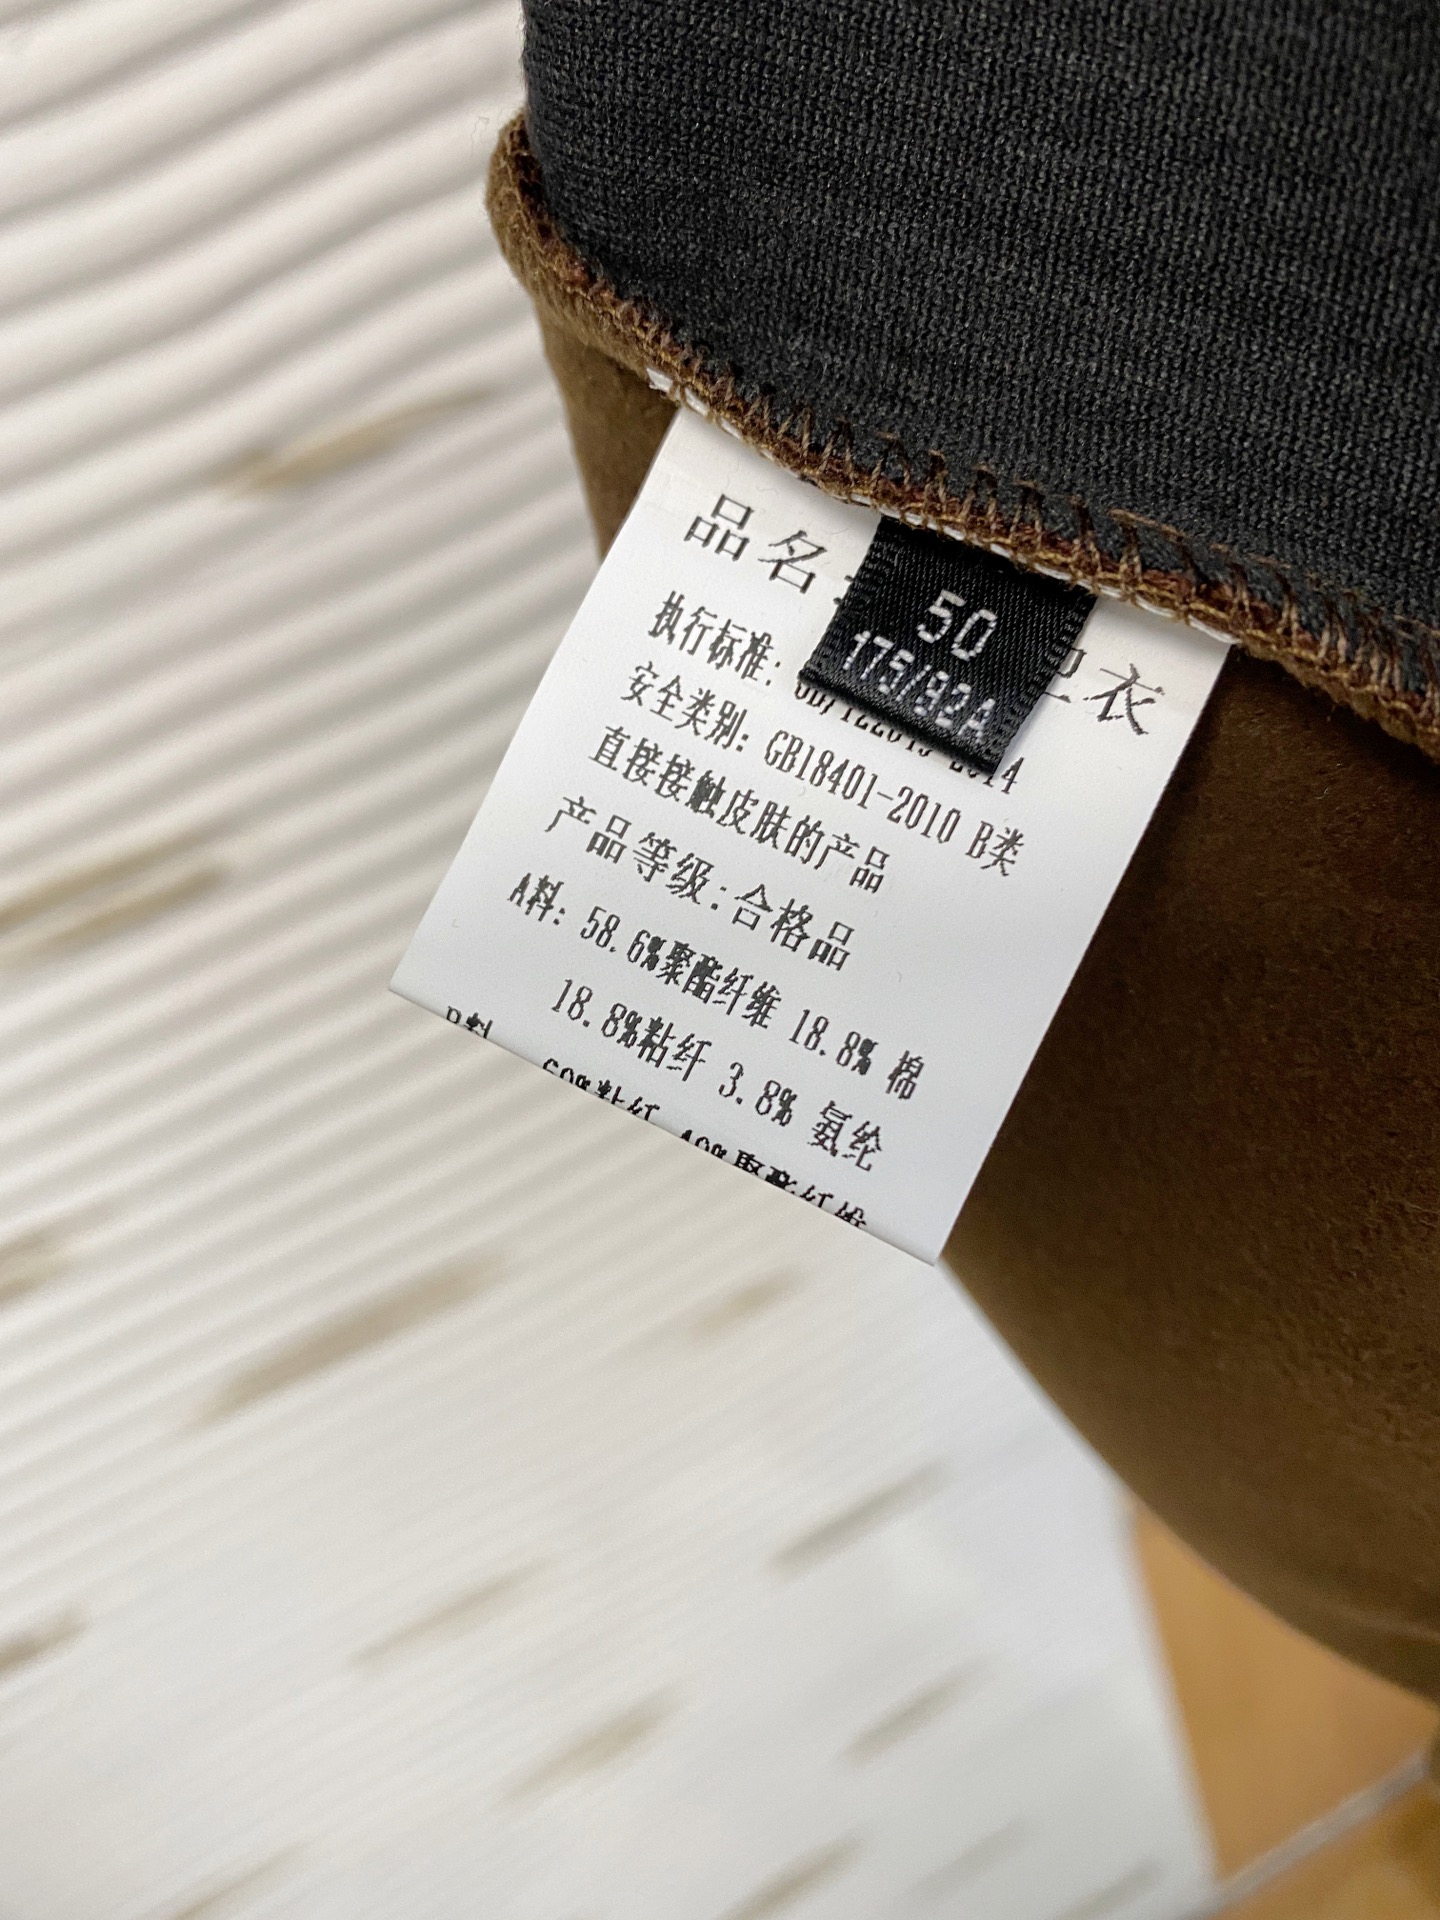 品名
衣
50
175/92A
执行标准:
安全类别: GB18401-2010 B类
直接接触皮肤的产品
产品等级: 合格品
A料: 58.6%聚酯纤维 18.8% 棉
18.8%粘纤 3.8% 氨纶